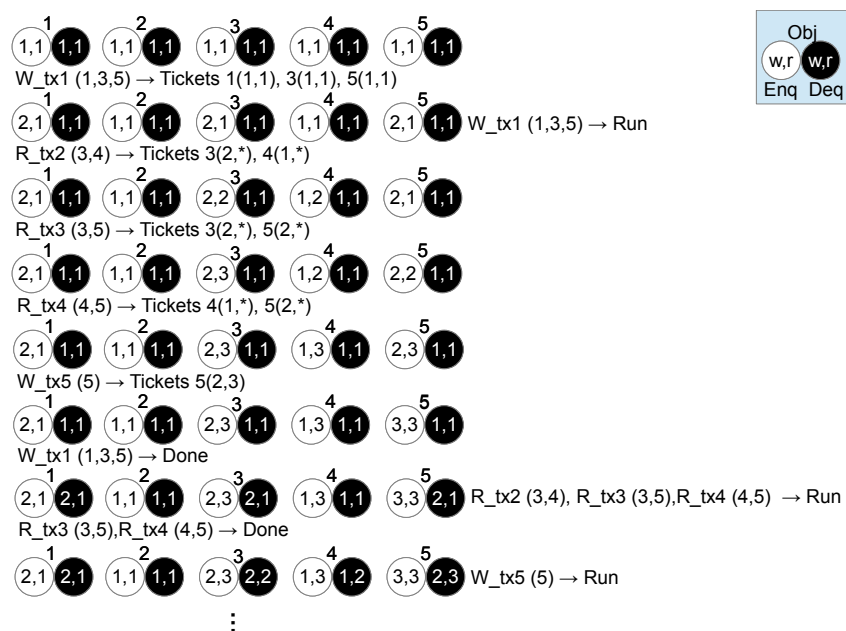 1 2 3 4 5
1,1 1,1 1,1 1,1 1,1 1,1 1,1 1,1 1,1 1,1
W_tx1 (1,3,5) → Tickets 1(1,1), 3(1,1), 5(1,1)
1 2 3 4 5
2,1 1,1 1,1 1,1 2,1 1,1 1,1 1,1 2,1 1,1 W_tx1 (1,3,5) → Run
R_tx2 (3,4) → Tickets 3(2,*), 4(1,*)
1 2 3 4 5
2,1 1,1 1,1 1,1 2,2 1,1 1,2 1,1 2,1 1,1
R_tx3 (3,5) → Tickets 3(2,*), 5(2,*)
1 2 3 4 5
2,1 1,1 1,1 1,1 2,3 1,1 1,2 1,1 2,2 1,1
R_tx4 (4,5) → Tickets 4(1,*), 5(2,*)
1 2 3 4 5
2,1 1,1 1,1 1,1 2,3 1,1 1,3 1,1 2,3 1,1
W_tx5 (5) → Tickets 5(2,3)
1 2 3 4 5
2,1 1,1 1,1 1,1 2,3 1,1 1,3 1,1 3,3 1,1
W_tx1 (1,3,5) → Done
1 2 3 4 5
2,1 2,1 1,1 1,1 2,3 2,1 1,3 1,1 3,3 2,1 R_tx2 (3,4), R_tx3 (3,5),R_tx4 (4,5) → Run
R_tx3 (3,5),R_tx4 (4,5) → Done
1 2 3 4 5
2,1 2,1 1,1 1,1 2,3 2,2 1,3 1,2 3,3 2,3 W_tx5 (5) → Run
⋮
Obj
w,r w,r
Enq Deq